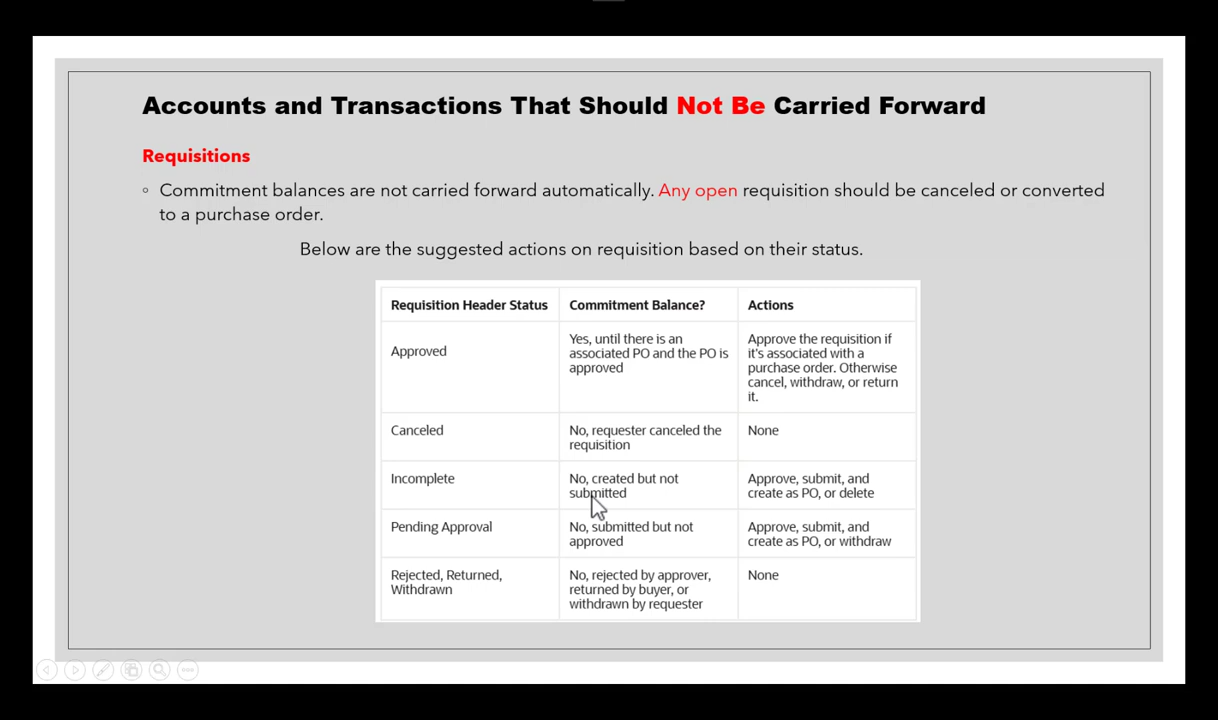 Accounts and Transactions That Should Not Be Carried Forward
Requisitions
◦ Commitment balances are not carried forward automatically. Any open requisition should be canceled or converted
to a purchase order.
Below are the suggested actions on requisition based on their status.
Requisition Header Status
Commitment Balance?
Actions
Approved
Yes, until there is an
associated PO and the PO is
approved
Approve the requisition if
it's associated with a
purchase order. Otherwise
cancel, withdraw, or return
it.
Canceled
No, requester canceled the
requisition
None
Incomplete
No, created but not
submitted
Approve, submit, and
create as PO, or delete
Pending Approval
No, submitted but not
approved
Approve, submit, and
create as PO, or withdraw
Rejected, Returned,
Withdrawn
No, rejected by approver,
returned by buyer, or
withdrawn by requester
None